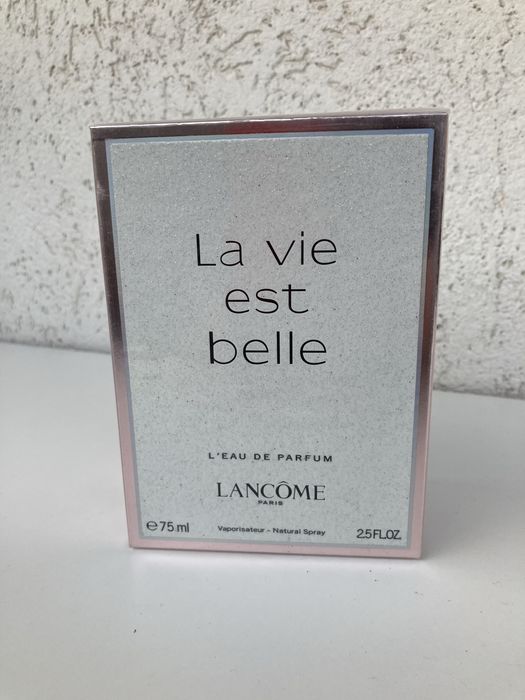 La vie
est
belle
L'EAU DE PARFUM
LANCÔME
PARIS
℮75 ml Vaporisateur - Natural Spray 2.5FL.OZ.